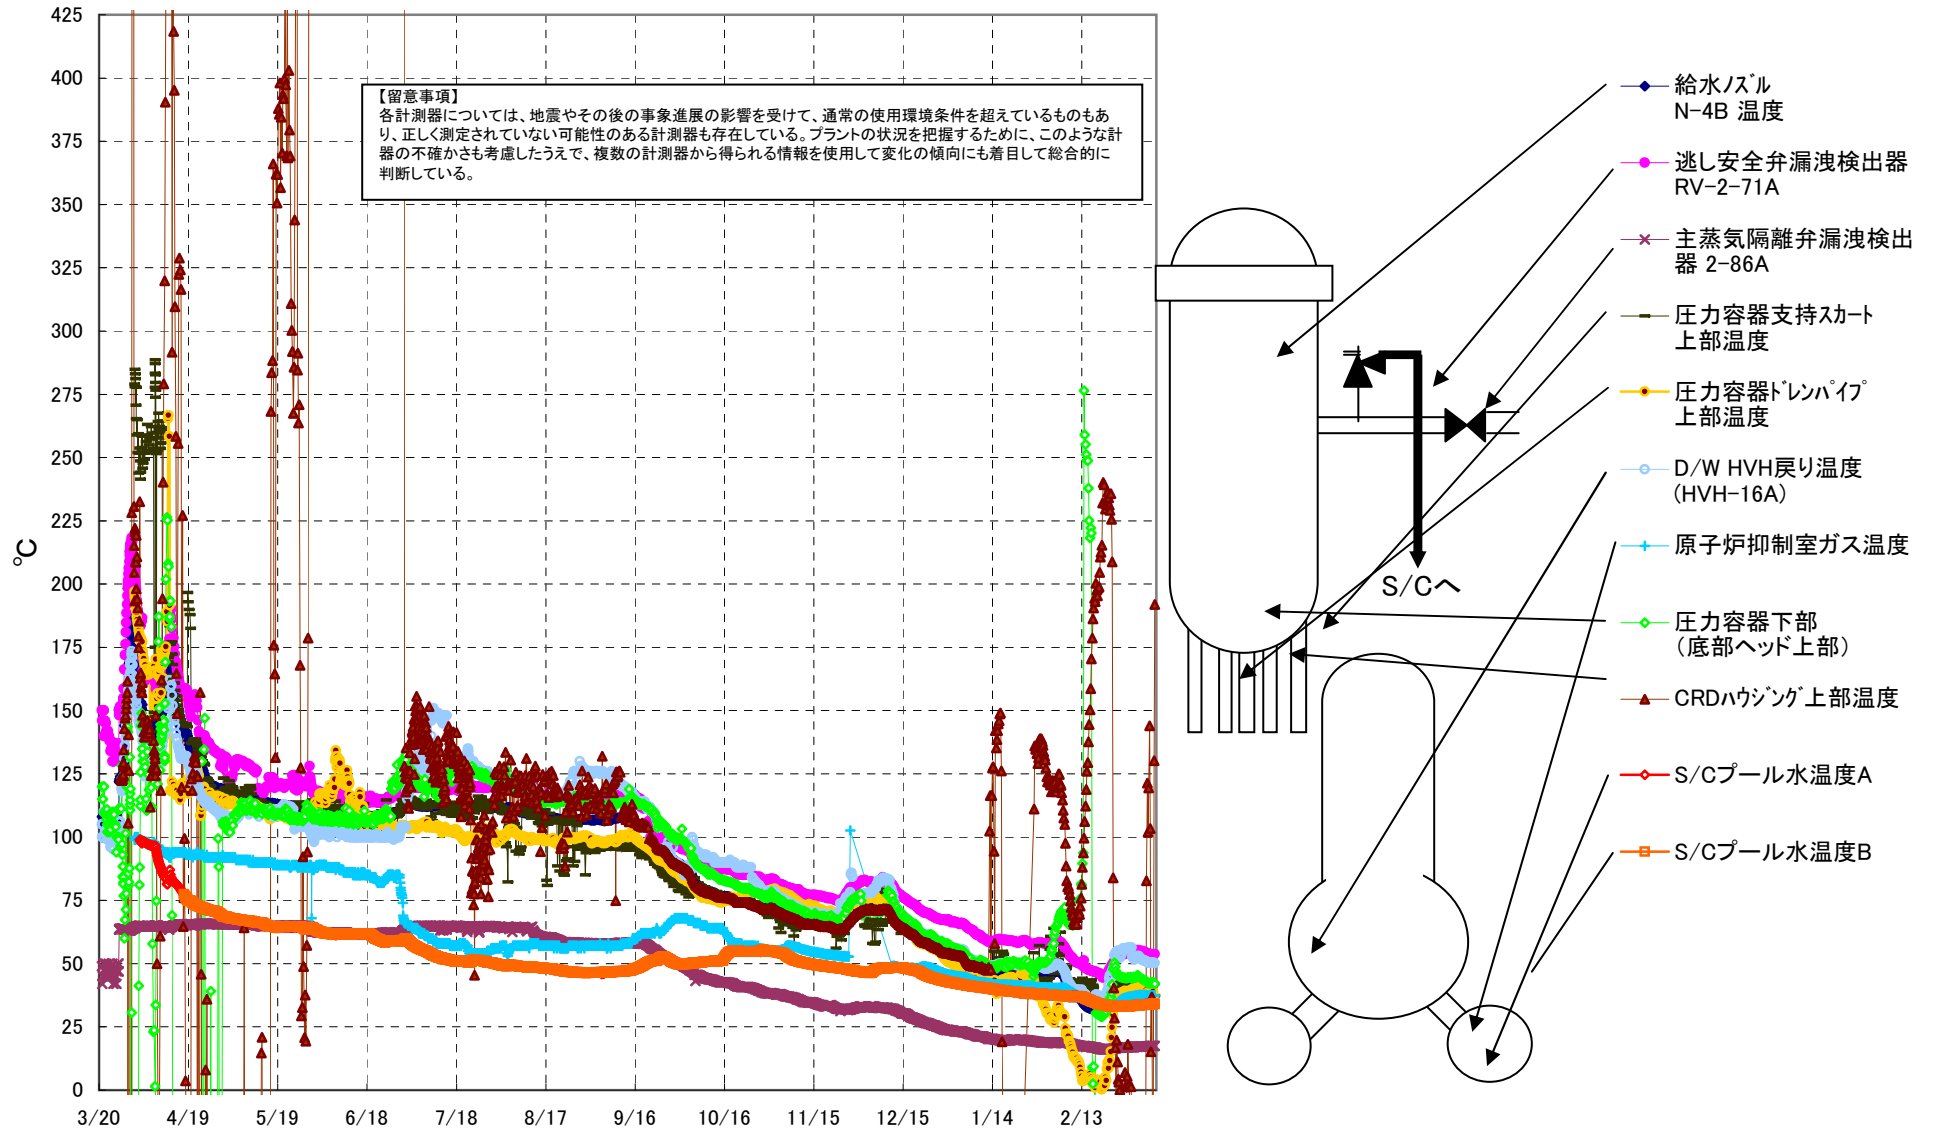 425
400
375
350
325
300
275
250
225
200
175
150
125
100
75
50
25
0
℃
3/20 4/19 5/19 6/18 7/18 8/17 9/16 10/16 11/15 12/15 1/14 2/13
【留意事項】
各計測器については、地震やその後の事象進展の影響を受けて、通常の使用環境条件を超えているものもあ
り、正しく測定されていない可能性のある計測器も存在している。プラントの状況を把握するために、このような計
器の不確かさも考慮したうえで、複数の計測器から得られる情報を使用して変化の傾向にも着目して総合的に
判断している。
S/Cへ
給水ﾉｽﾞﾙ
N-4B 温度
逃し安全弁漏洩検出器
RV-2-71A
主蒸気隔離弁漏洩検出
器 2-86A
圧力容器支持ｽｶｰﾄ
上部温度
圧力容器ﾄﾞﾚﾝﾊﾟｲﾌﾟ
上部温度
D/W HVH戻り温度
(HVH-16A)
原子炉抑制室ガス温度
圧力容器下部
（底部ヘッド上部）
CRDﾊｳｼﾞﾝｸﾞ上部温度
S/Cプール水温度A
S/Cプール水温度B